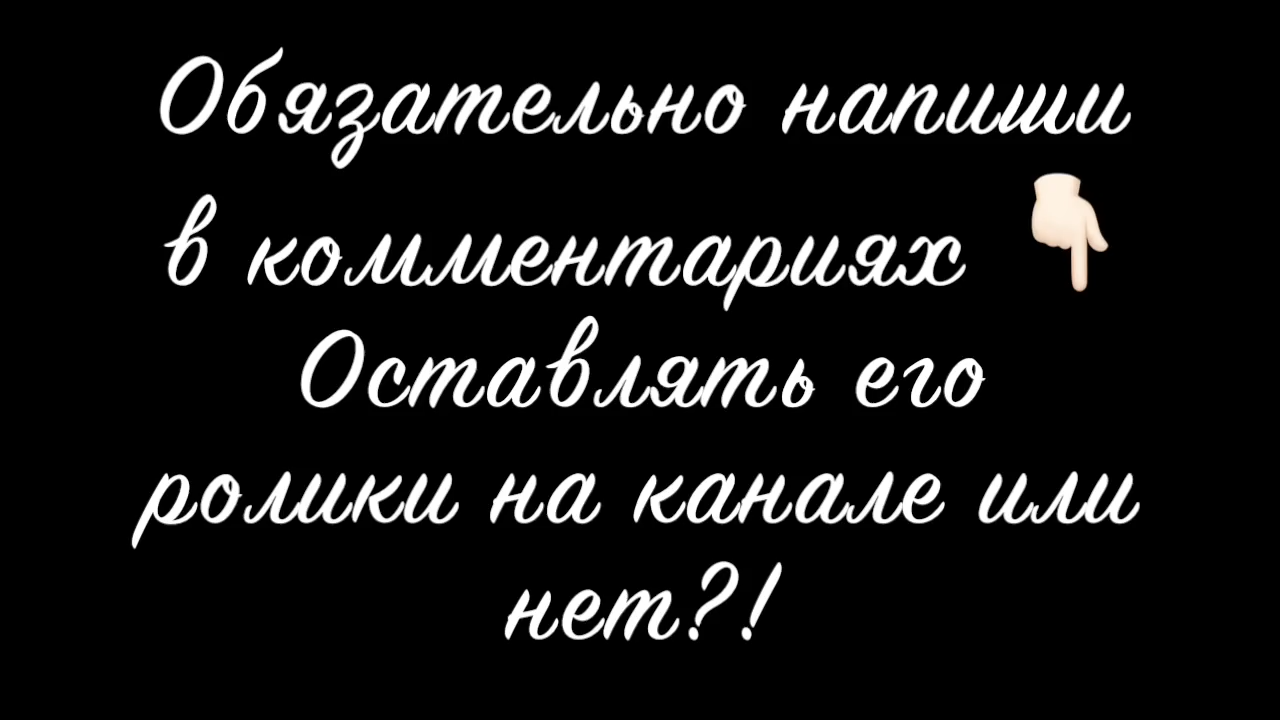 Обязательно напиши
в комментариях 👇🏻
Оставлять его
ролики на канале или
нет?!